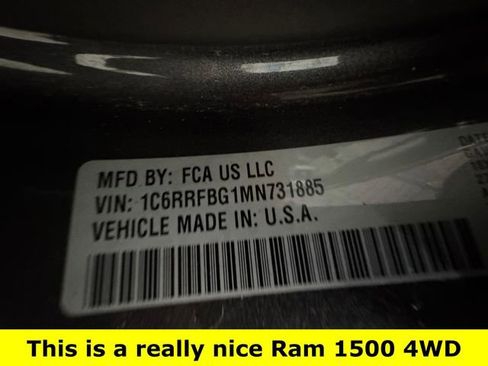 MFD BY: FCA US LLC
VIN: 1C6RRFBG1MN731885
VEHICLE MADE IN: U.S.A.
This is a really nice Ram 1500 4WD